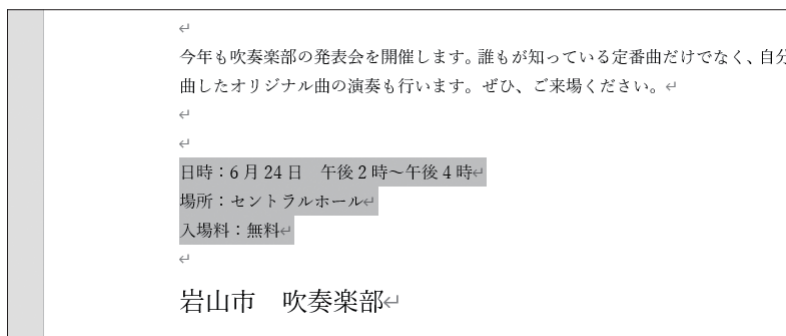 今年も吹奏楽部の発表会を開催します。誰もが知っている定番曲だけでなく、自分
曲したオリジナル曲の演奏も行います。ぜひ、ご来場ください。
日時：6月24日　午後2時～午後4時
場所：セントラルホール
入場料：無料
岩山市　吹奏楽部